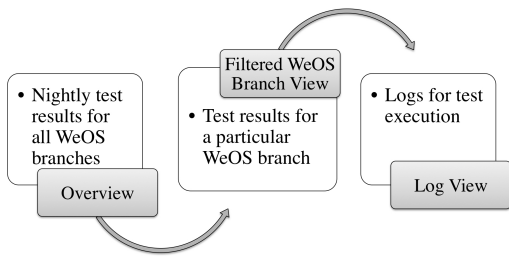 • Nightly test
results for
all WeOS
branches
Overview
Filtered WeOS
Branch View
• Test results for
a particular
WeOS branch
• Logs for test
execution
Log View